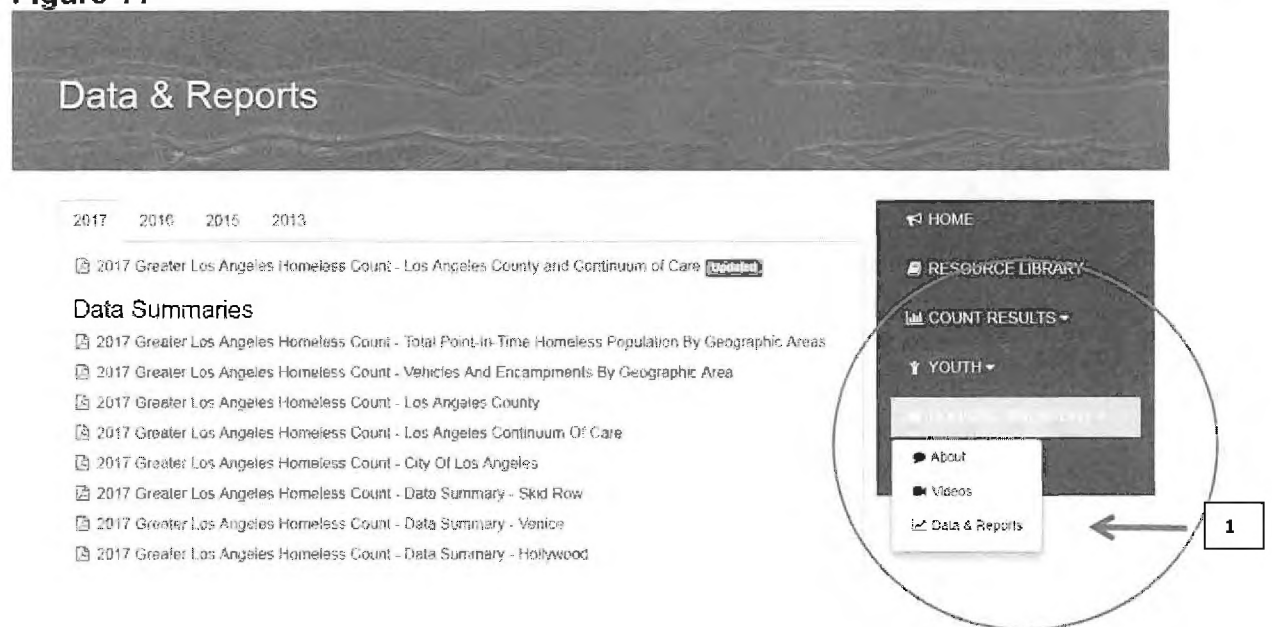 Data & Reports
2017 2016 2015 2013
2017 Greater Los Angeles Homeless Count - Los Angeles County and Continuum of Care Updated
Data Summaries
2017 Greater Los Angeles Homeless Count - Total Point-In-Time Homeless Population By Geographic Areas
2017 Greater Los Angeles Homeless Count - Vehicles And Encampments By Geographic Area
2017 Greater Los Angeles Homeless Count - Los Angeles County
2017 Greater Los Angeles Homeless Count - Los Angeles Continuum Of Care
2017 Greater Los Angeles Homeless Count - City Of Los Angeles
2017 Greater Los Angeles Homeless Count - Data Summary - Skid Row
2017 Greater Los Angeles Homeless Count - Data Summary - Venice
2017 Greater Los Angeles Homeless Count - Data Summary - Hollywood
HOME
RESOURCE LIBRARY
COUNT RESULTS
YOUTH
About
Videos
Data & Reports
1